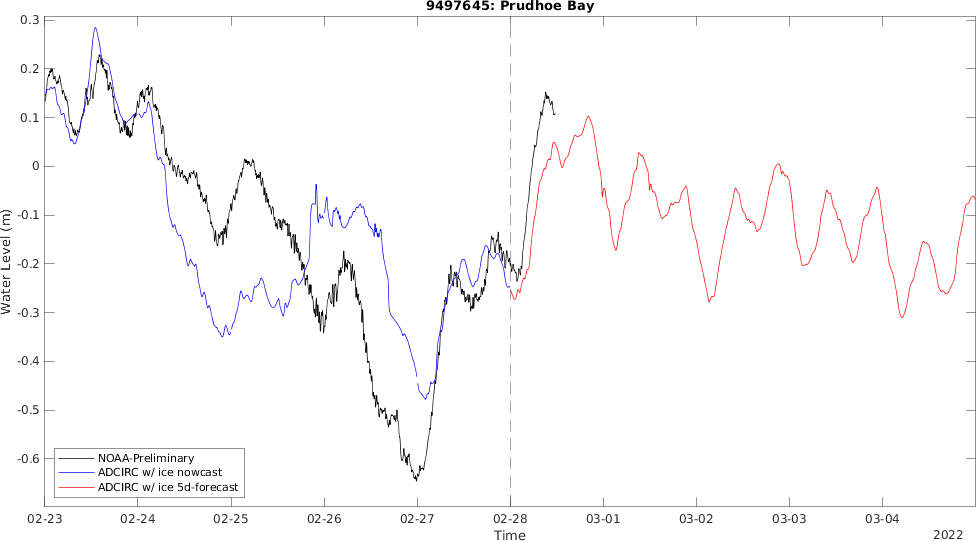 9497645: Prudhoe Bay
0.3
0.2
0.1
0
-0.1
-0.2
-0.3
-0.4
-0.5
-0.6
Water Level (m)
NOAA-Preliminary
ADCIRC w/ ice nowcast
ADCIRC w/ ice 5d-forecast
02-23 02-24 02-25 02-26 02-27 02-28 03-01 03-02 03-03 03-04
Time
2022